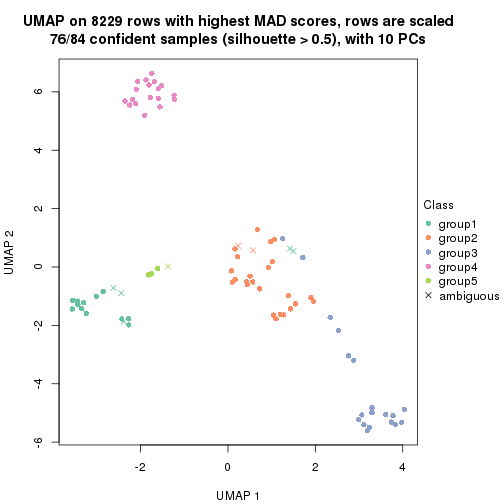 UMAP on 8229 rows with highest MAD scores, rows are scaled
76/84 confident samples (silhouette > 0.5), with 10 PCs
6
4
2
0
-2
-4
-6
UMAP 2
-2
0
2
4
UMAP 1
Class
group1
group2
group3
group4
group5
ambiguous